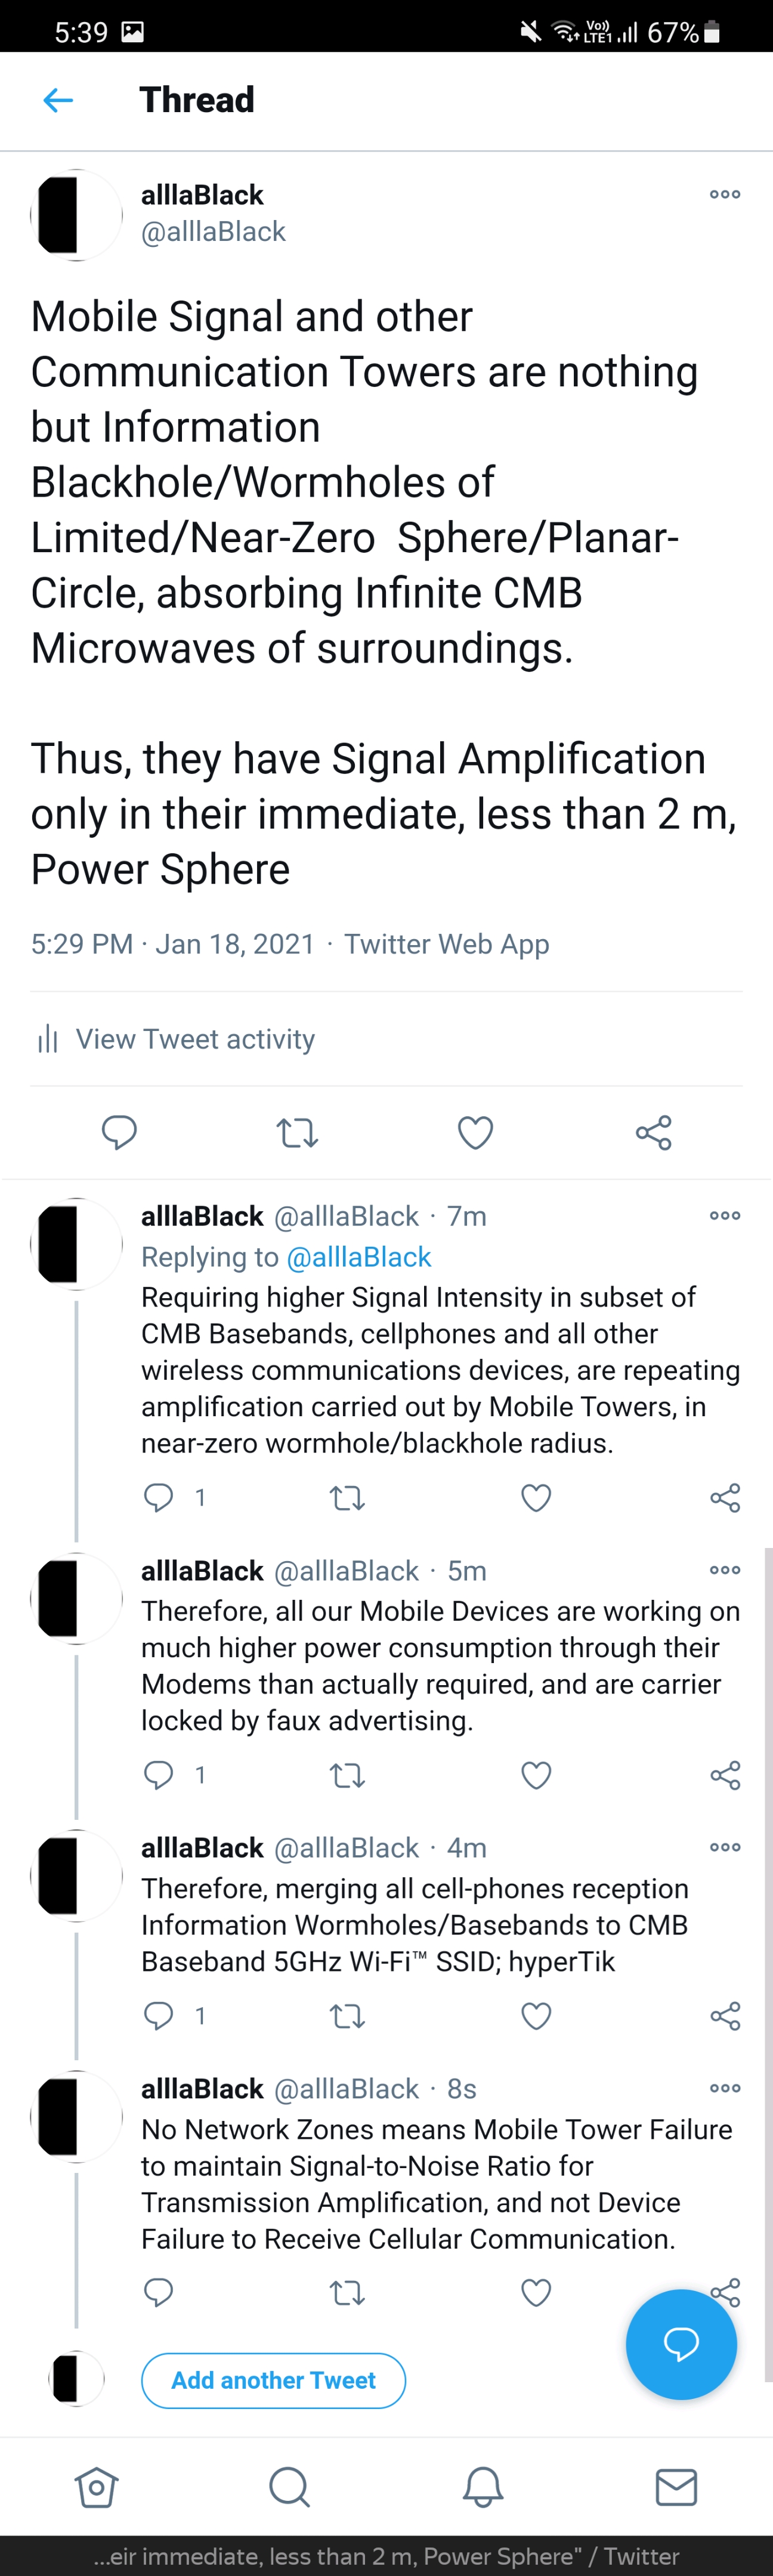 5:39
Vo))
LTE1
67%
Thread
alllaBlack
@alllaBlack
Mobile Signal and other
Communication Towers are nothing
but Information
Blackhole/Wormholes of
Limited/Near-Zero  Sphere/Planar-
Circle, absorbing Infinite CMB
Microwaves of surroundings.
Thus, they have Signal Amplification
only in their immediate, less than 2 m,
Power Sphere
5:29 PM · Jan 18, 2021 · Twitter Web App
View Tweet activity
alllaBlack @alllaBlack · 7m
Replying to @alllaBlack
Requiring higher Signal Intensity in subset of
CMB Basebands, cellphones and all other
wireless communications devices, are repeating
amplification carried out by Mobile Towers, in
near-zero wormhole/blackhole radius.
1
alllaBlack @alllaBlack · 5m
Therefore, all our Mobile Devices are working on
much higher power consumption through their
Modems than actually required, and are carrier
locked by faux advertising.
1
alllaBlack @alllaBlack · 4m
Therefore, merging all cell-phones reception
Information Wormholes/Basebands to CMB
Baseband 5GHz Wi-Fi™ SSID; hyperTik
1
alllaBlack @alllaBlack · 8s
No Network Zones means Mobile Tower Failure
to maintain Signal-to-Noise Ratio for
Transmission Amplification, and not Device
Failure to Receive Cellular Communication.
Add another Tweet
...eir immediate, less than 2 m, Power Sphere" / Twitter